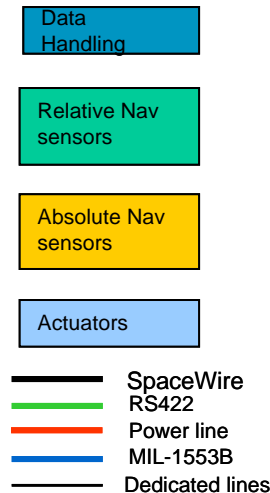 Data
Handling
Relative Nav
sensors
Absolute Nav
sensors
Actuators
SpaceWire
RS422
Power line
MIL-1553B
Dedicated lines